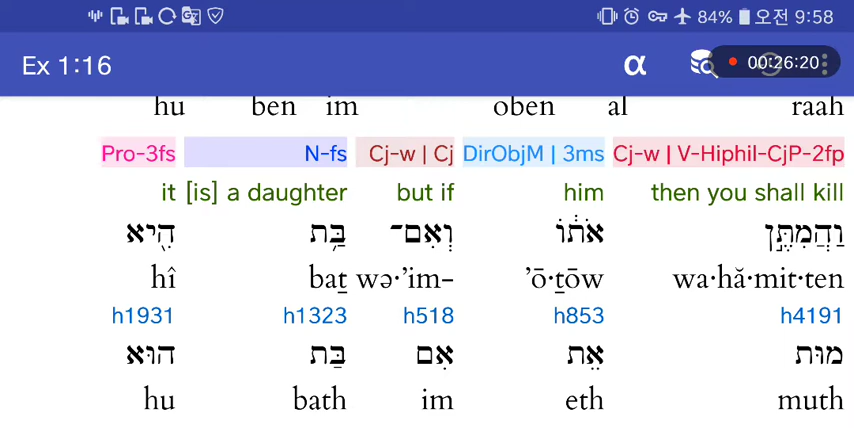 84% 오전 9:58
Ex 1:16 α 00:26:20
hu ben im oben al raah
Pro-3fs N-fs Cj-w | Cj DirObjM | 3ms Cj-w | V-Hiphil-CjP-2fp
it [is] a daughter but if him then you shall kill
הִ֖יא בַּ֥ת וְאִם־ אֹת֔וֹ וַהֲמִתֶּ֣ן
hî baṯ wə·’im- ’ō·ṯōw wa·hă·mit·ten
h1931 h1323 h518 h853 h4191
הוּא בַּת אִם אֵת מוּת
hu bath im eth muth